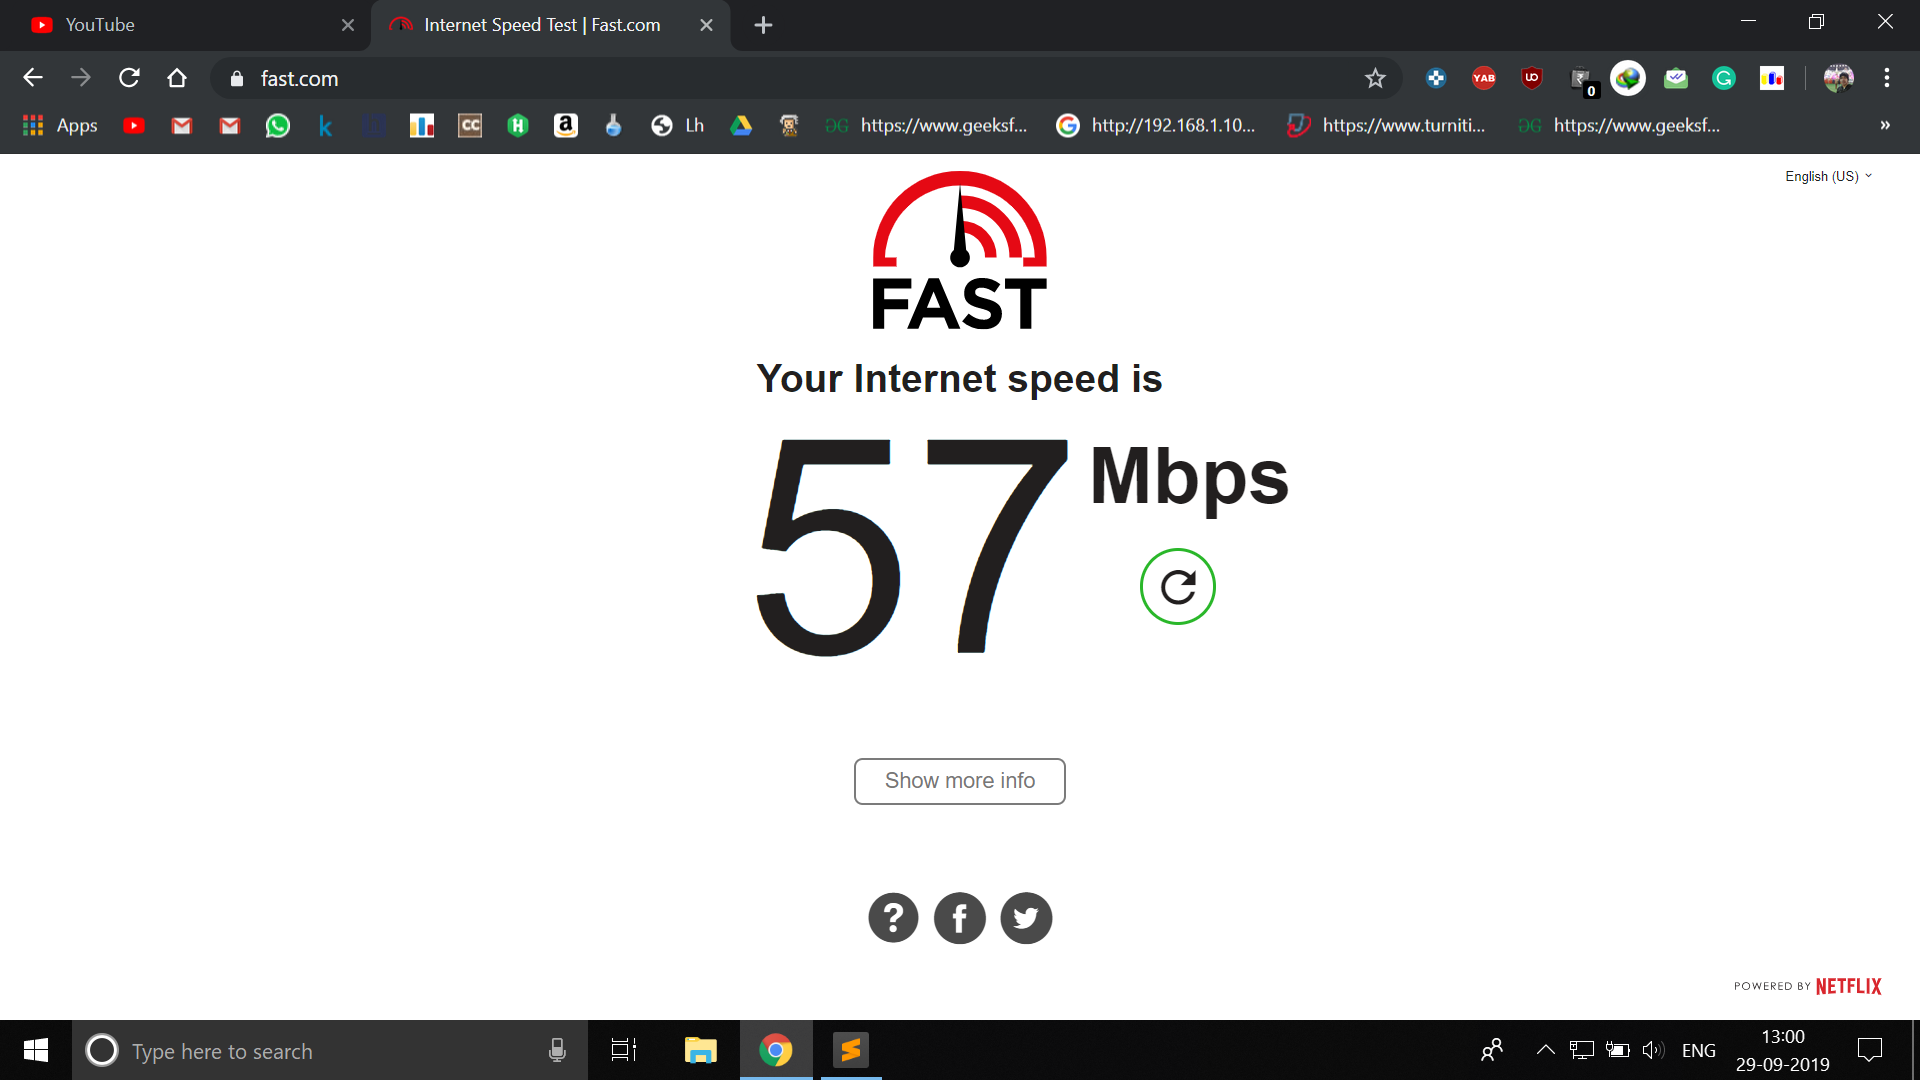 YouTube
Internet Speed Test | Fast.com
fast.com
YAB
UO
0
G
Apps
CC
H
a
Lh
https://www.geeksf...
http://192.168.1.10...
https://www.turniti...
https://www.geeksf...
English (US)
FAST
Your Internet speed is
57 Mbps
Show more info
? f
POWERED BY NETFLIX
Type here to search
ENG
13:00
29-09-2019